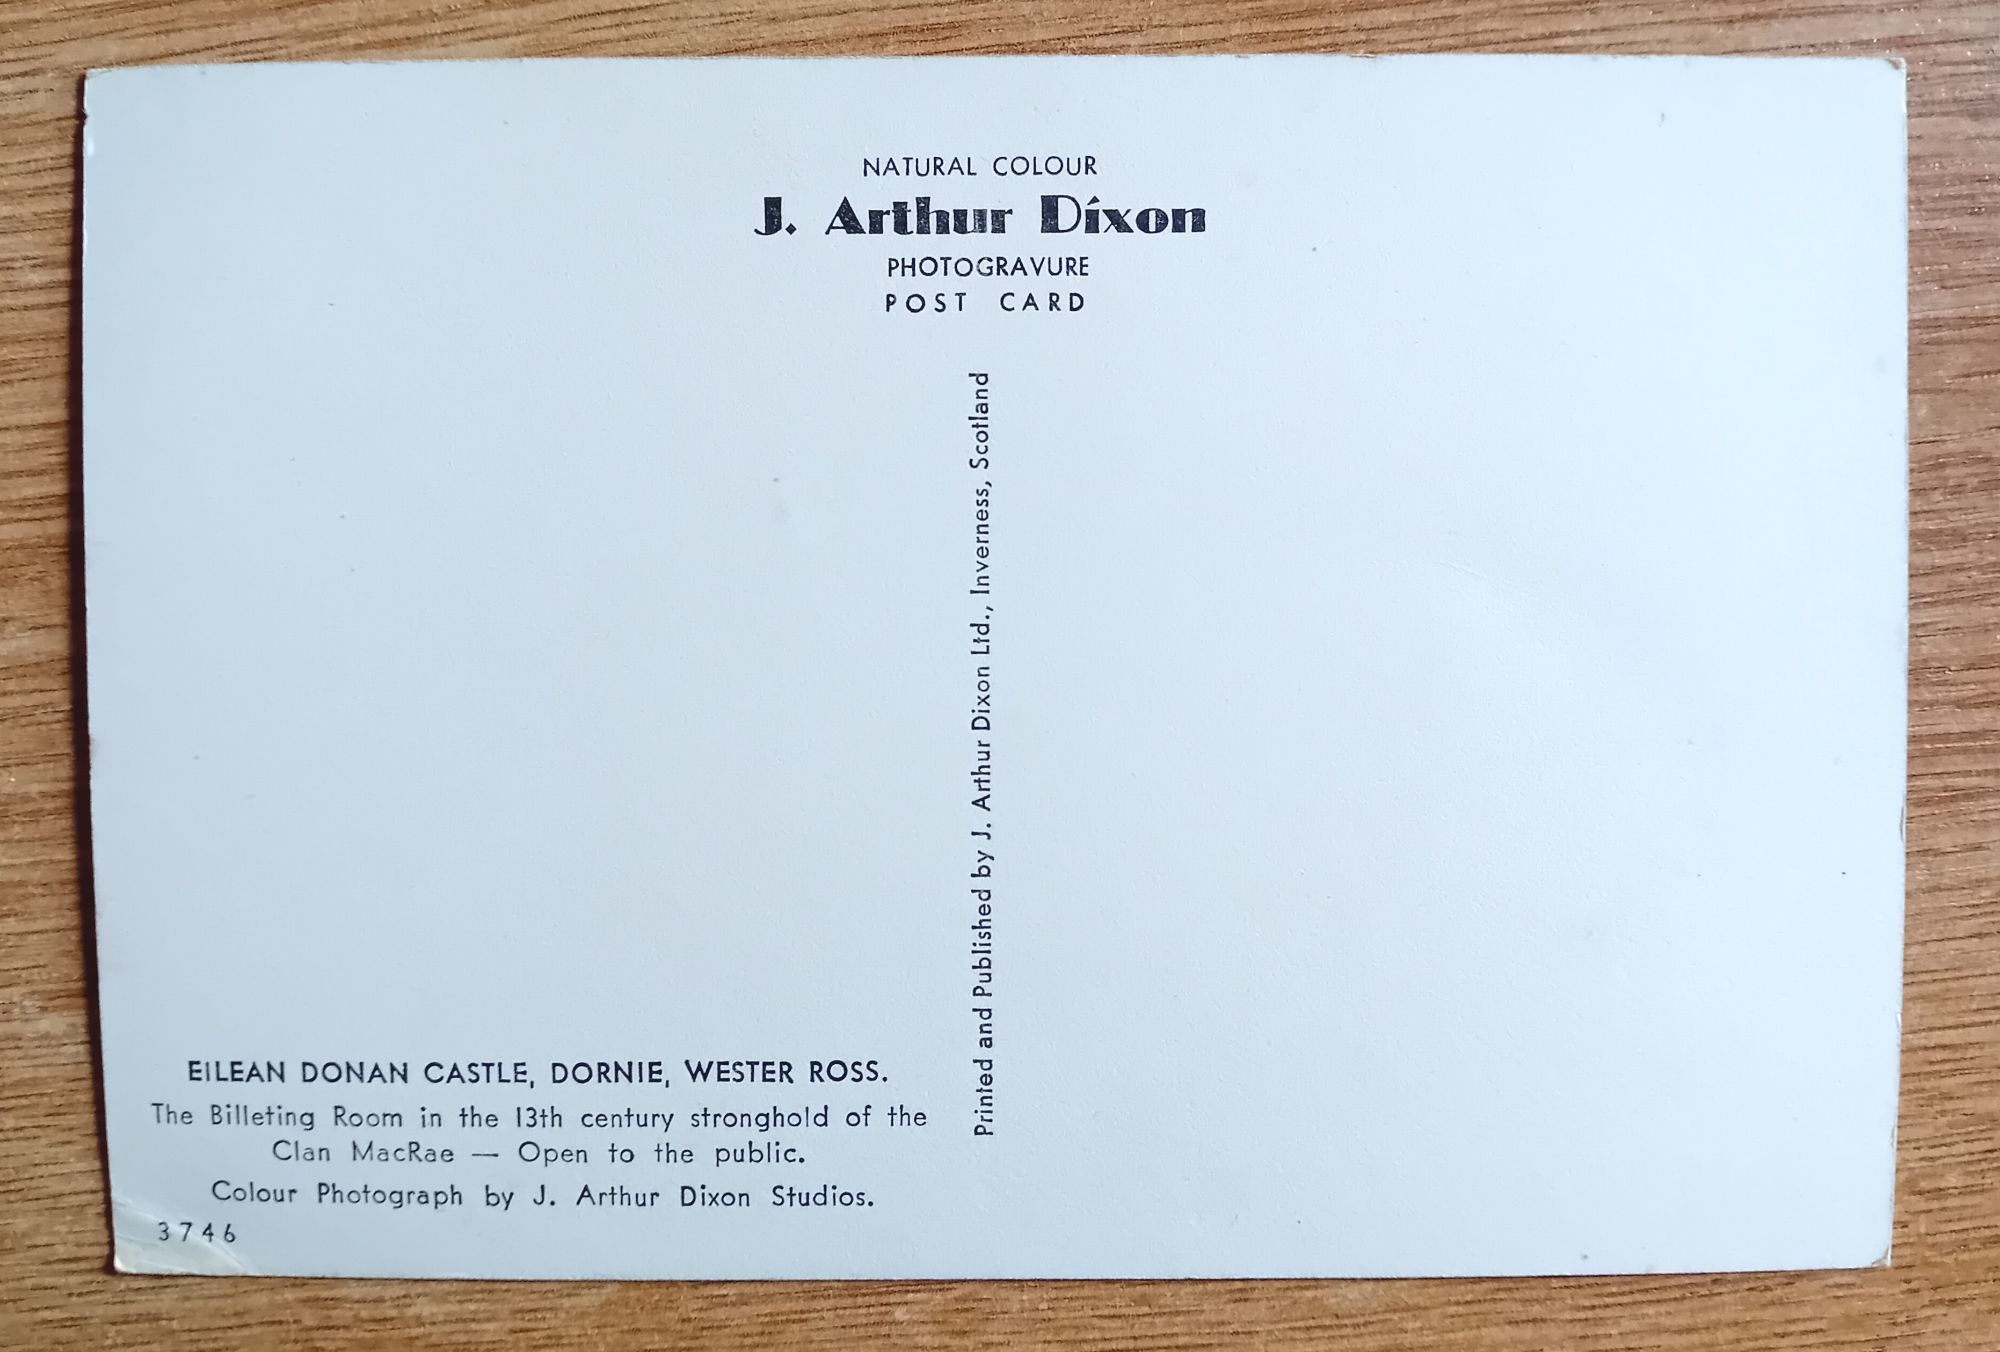 NATURAL COLOUR
J. Arthur Dixon
PHOTOGRAVURE
POST CARD
Printed and Published by J. Arthur Dixon Ltd., Inverness, Scotland
EILEAN DONAN CASTLE, DORNIE, WESTER ROSS.
The Billeting Room in the 13th century stronghold of the
Clan MacRae — Open to the public.
Colour Photograph by J. Arthur Dixon Studios.
3746